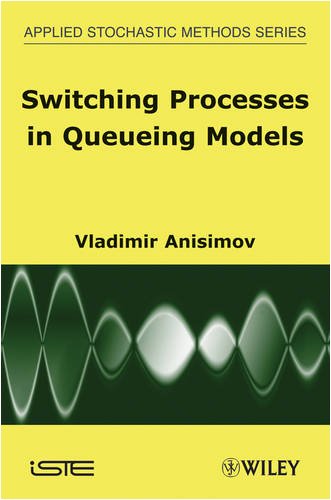 APPLIED STOCHASTIC METHODS SERIES
Switching Processes
in Queueing Models
Vladimir Anisimov
iSTE
WILEY